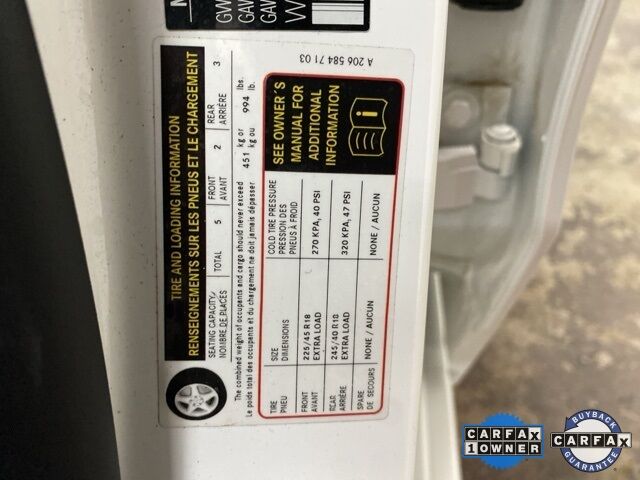 GW
GAW
GAW
W
TIRE AND LOADING INFORMATION
RENSEIGNEMENTS SUR LES PNEUS ET LE CHARGEMENT
SEATING CAPACITY/ TOTAL 5 FRONT 2 REAR 3
NOMBRE DE PLACES AVANT ARRIÈRE
The combined weight of occupants and cargo should never exceed 451 kg or 994 lbs.
Le poids total des occupants et du chargement ne doit jamais dépasser kg ou lb.
TIRE SIZE COLD TIRE PRESSURE
PNEU DIMENSIONS PRESSION DES
PNEUS À FROID
FRONT 225/45 R18 270 KPA, 40 PSI
AVANT EXTRA LOAD
REAR 245/40 R18 320 KPA, 47 PSI
ARRIÈRE EXTRA LOAD
SPARE NONE / AUCUN NONE / AUCUN
DE SECOURS
SEE OWNER'S
MANUAL FOR
ADDITIONAL
INFORMATION
A 206 584 71 03
CARFAX
1 OWNER
BUYBACK
CARFAX
GUARANTEE